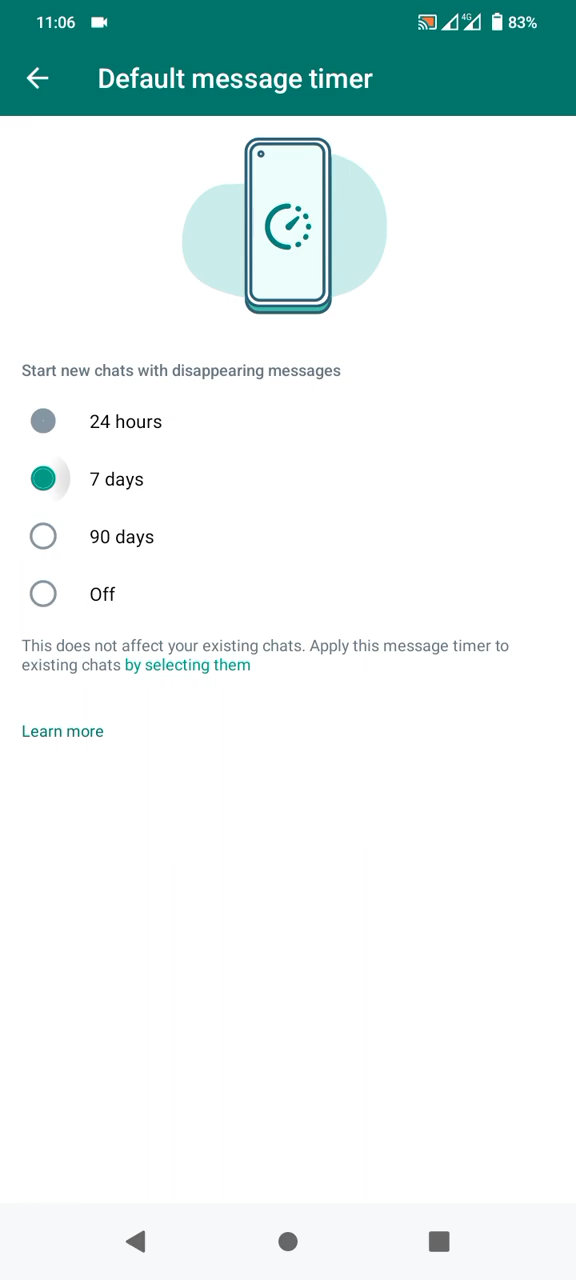 11:06
4G
83%
Default message timer
Start new chats with disappearing messages
24 hours
7 days
90 days
Off
This does not affect your existing chats. Apply this message timer to
existing chats by selecting them
Learn more